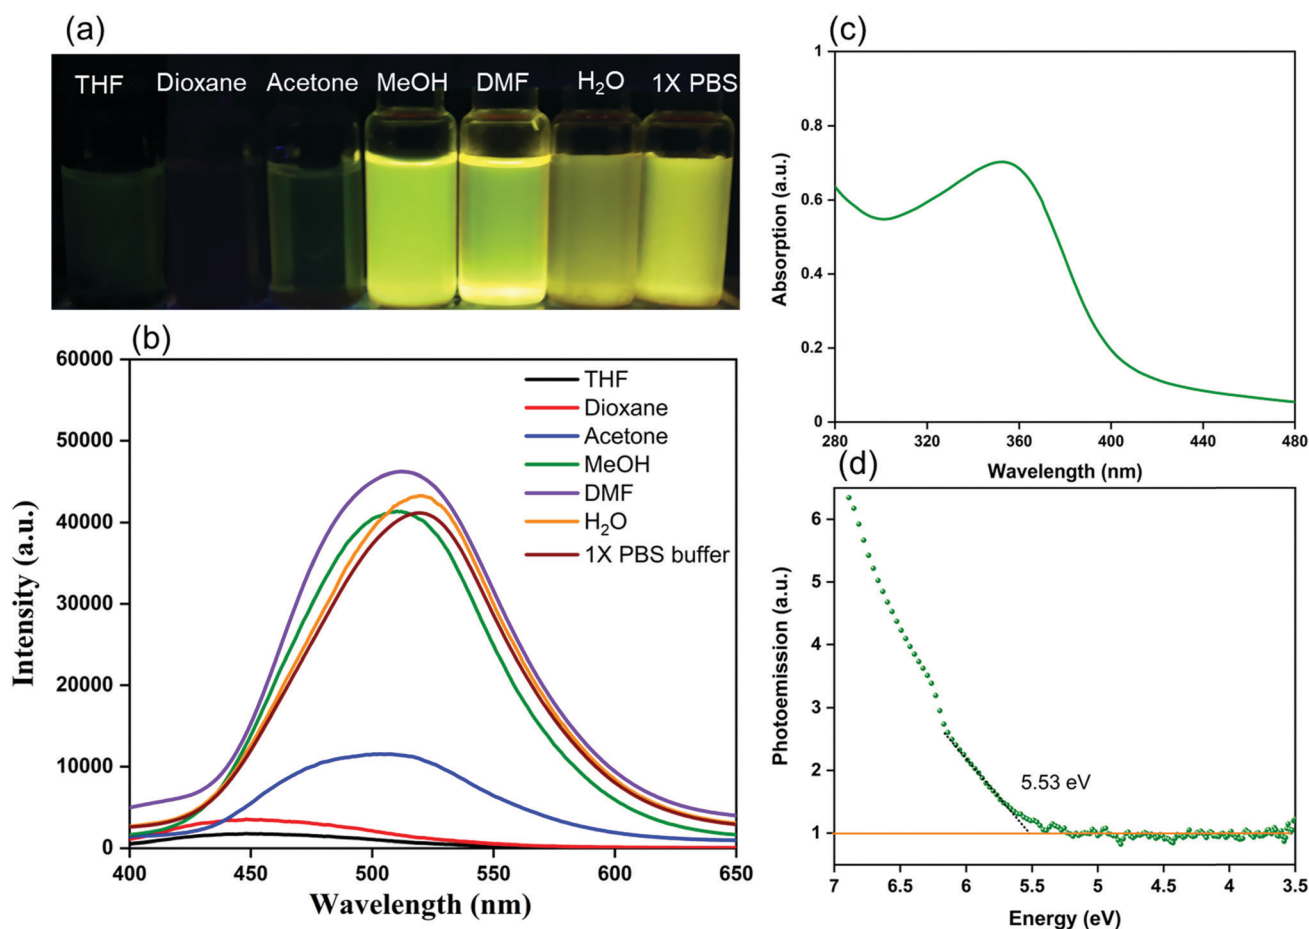 (a)
THF Dioxane Acetone MeOH DMF H₂O 1X PBS
(b)
60000
50000
40000
30000
20000
10000
0
400 450 500 550 600 650
Intensity (a.u.)
Wavelength (nm)
THF
Dioxane
Acetone
MeOH
DMF
H₂O
1X PBS buffer
(c)
1
0.8
0.6
0.4
0.2
0
280 320 360 400 440 480
Absorption (a.u.)
Wavelength (nm)
(d)
6
5
4
3
2
1
7 6.5 6 5.5 5 4.5 4 3.5
Photoemission (a.u.)
5.53 eV
Energy (eV)